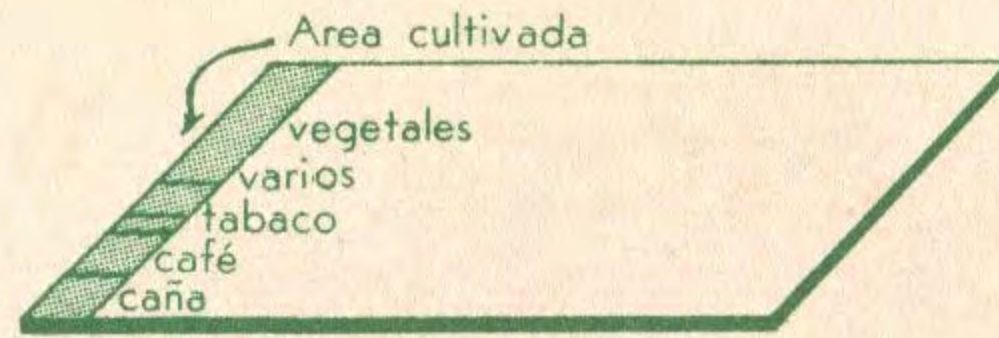 Area cultivada
vegetales
varios
tabaco
café
caña